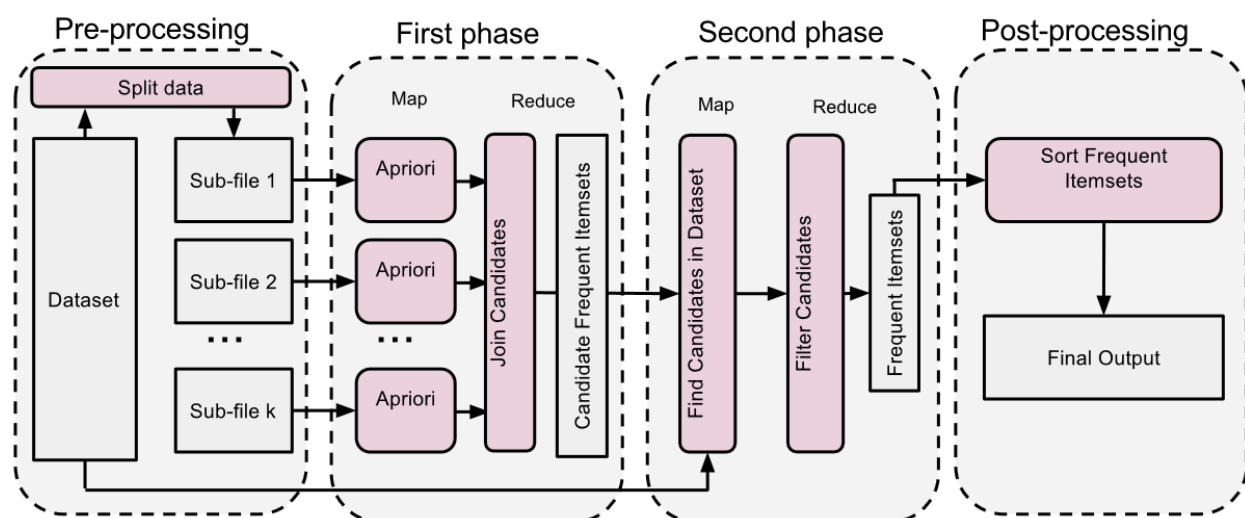 Pre-processing
First phase
Second phase
Post-processing
Split data
Dataset
Sub-file 1
Sub-file 2
...
Sub-file k
Map
Reduce
Apriori
Apriori
...
Apriori
Join Candidates
Candidate Frequent Itemsets
Map
Reduce
Find Candidates in Dataset
Filter Candidates
Frequent Itemsets
Sort Frequent
Itemsets
Final Output